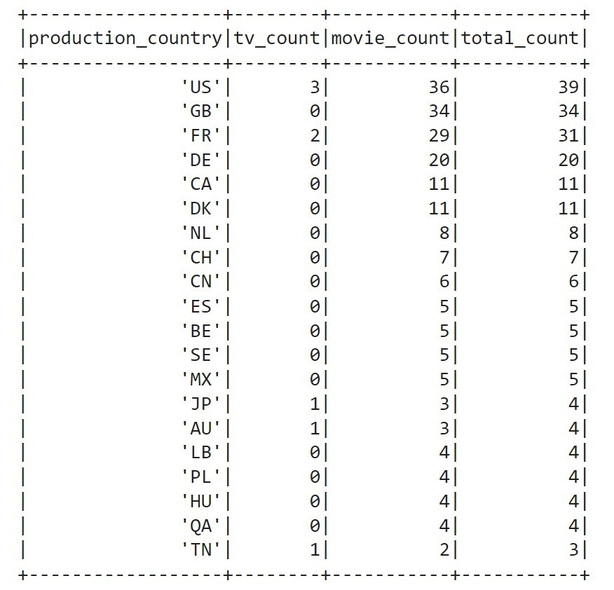 +-----------------+--------+-----------+-----------+
|production_country|tv_count|movie_count|total_count|
+-----------------+--------+-----------+-----------+
|              'US'|       3|         36|         39|
|              'GB'|       0|         34|         34|
|              'FR'|       2|         29|         31|
|              'DE'|       0|         20|         20|
|              'CA'|       0|         11|         11|
|              'DK'|       0|         11|         11|
|              'NL'|       0|          8|          8|
|              'CH'|       0|          7|          7|
|              'CN'|       0|          6|          6|
|              'ES'|       0|          5|          5|
|              'BE'|       0|          5|          5|
|              'SE'|       0|          5|          5|
|              'MX'|       0|          5|          5|
|              'JP'|       1|          3|          4|
|              'AU'|       1|          3|          4|
|              'LB'|       0|          4|          4|
|              'PL'|       0|          4|          4|
|              'HU'|       0|          4|          4|
|              'QA'|       0|          4|          4|
|              'TN'|       1|          2|          3|
+-----------------+--------+-----------+-----------+